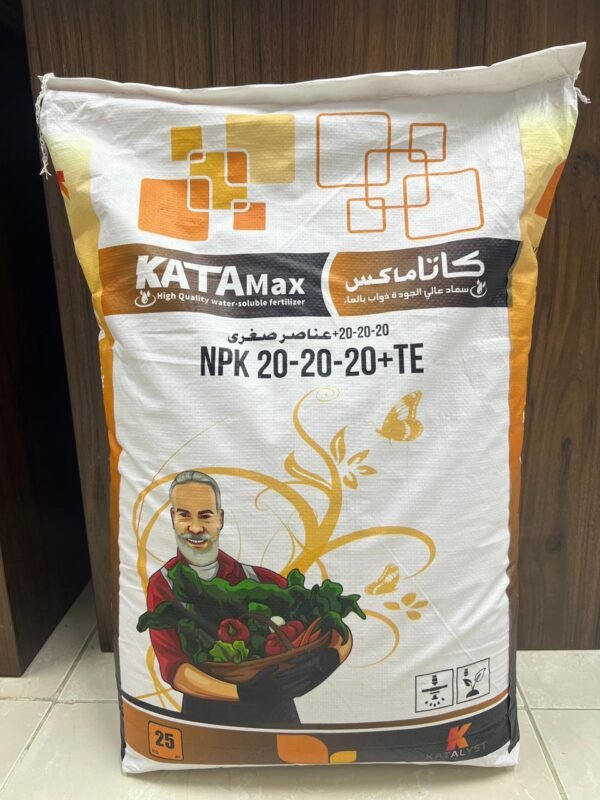 KATAMax
High Quality water-soluble fertilizer
كاتاماكس
سماد عالي الجودة ذواب بالماء
20-20-20+عناصر صغرى
NPK 20-20-20+TE
25
K
KATALYST